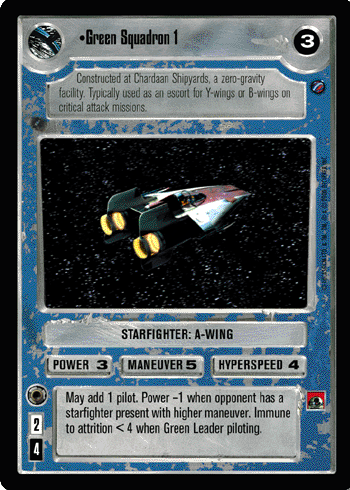 •Green Squadron 1
3
Constructed at Chardaan Shipyards, a zero-gravity
facility. Typically used as an escort for Y-wings or B-wings on
critical attack missions.
STARFIGHTER: A-WING
POWER 3 MANEUVER 5 HYPERSPEED 4
May add 1 pilot. Power –1 when opponent has a
starfighter present with higher maneuver. Immune
to attrition < 4 when Green Leader piloting.
2
4